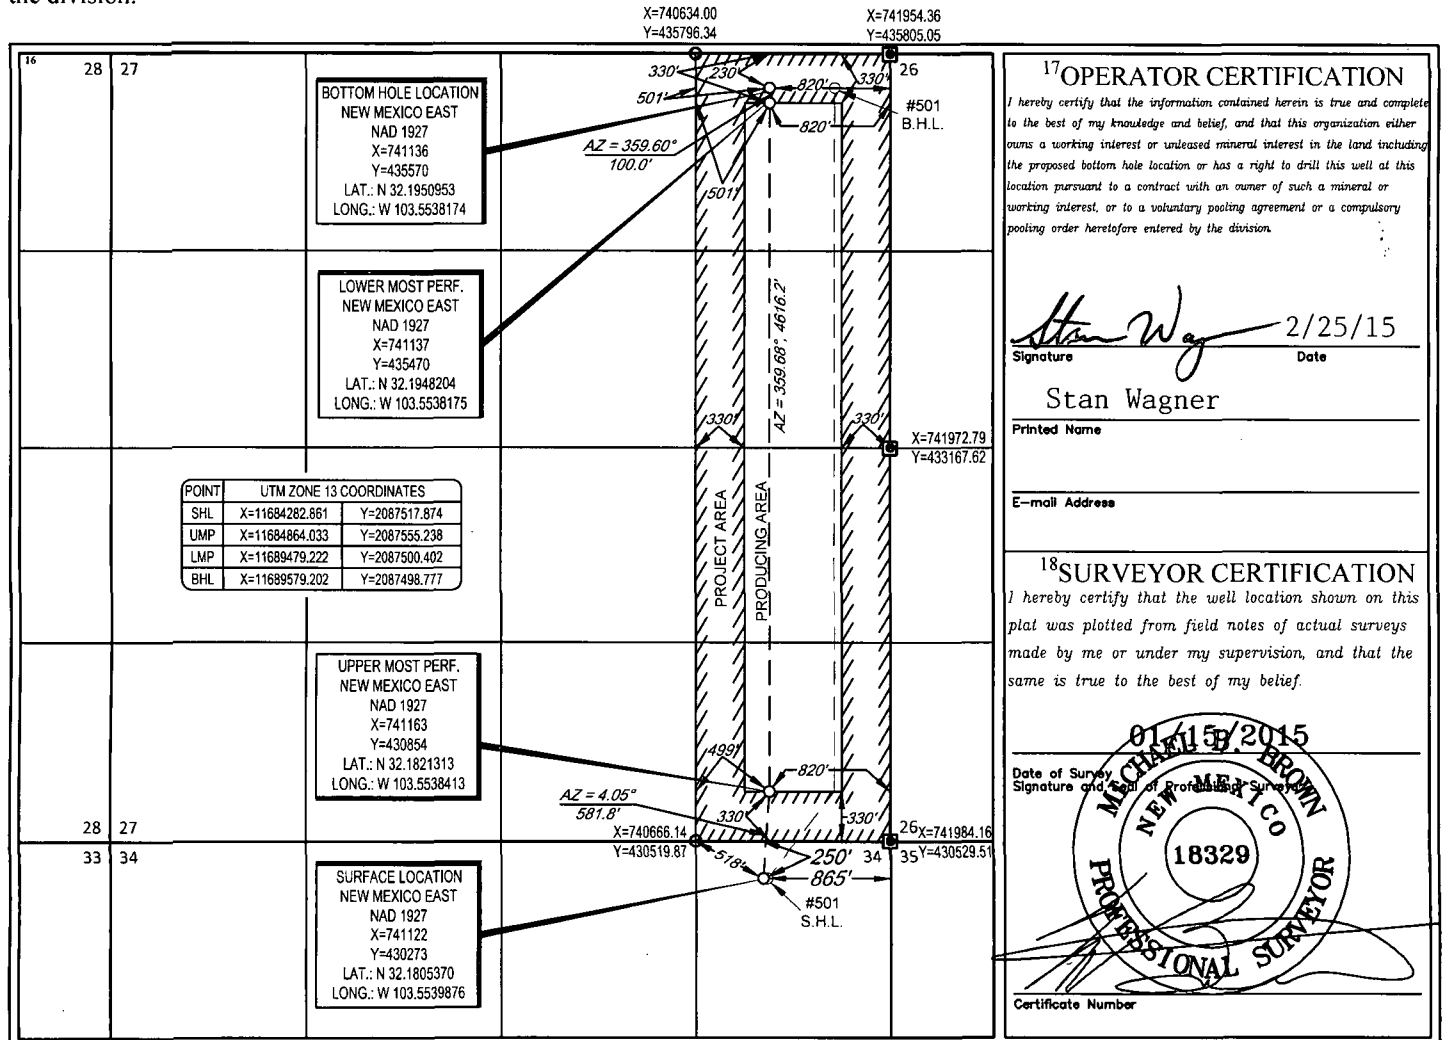 the division.
X=740634.00
Y=435796.34
X=741954.36
Y=435805.05
16
28 27
26
330'
230'
820'
330'
501'
#501
B.H.L.
820'
AZ = 359.60°
100.0'
501'
BOTTOM HOLE LOCATION
NEW MEXICO EAST
NAD 1927
X=741136
Y=435570
LAT.: N 32.1950953
LONG.: W 103.5538174
LOWER MOST PERF.
NEW MEXICO EAST
NAD 1927
X=741137
Y=435470
LAT.: N 32.1948204
LONG.: W 103.5538175
AZ = 359.68°, 4616.2'
330'
330'
X=741972.79
Y=433167.62
PROJECT AREA
PRODUCING AREA
POINT UTM ZONE 13 COORDINATES
SHL X=11684282.861 Y=2087517.874
UMP X=11684864.033 Y=2087555.238
LMP X=11689479.222 Y=2087500.402
BHL X=11689579.202 Y=2087498.777
UPPER MOST PERF.
NEW MEXICO EAST
NAD 1927
X=741163
Y=430854
LAT.: N 32.1821313
LONG.: W 103.5538413
499'
820'
AZ = 4.05°
581.8'
330'
330'
28 27
33 34
X=740666.14
Y=430519.87
26
34 35
X=741984.16
Y=430529.51
518'
250'
865'
#501
S.H.L.
SURFACE LOCATION
NEW MEXICO EAST
NAD 1927
X=741122
Y=430273
LAT.: N 32.1805370
LONG.: W 103.5539876
17 OPERATOR CERTIFICATION
I hereby certify that the information contained herein is true and complete
to the best of my knowledge and belief, and that this organization either
owns a working interest or unleased mineral interest in the land including
the proposed bottom hole location or has a right to drill this well at this
location pursuant to a contract with an owner of such a mineral or
working interest, or to a voluntary pooling agreement or a compulsory
pooling order heretofore entered by the division.
Stan Wagner 2/25/15
Signature Date
Stan Wagner
Printed Name
E-mail Address
18 SURVEYOR CERTIFICATION
I hereby certify that the well location shown on this
plat was plotted from field notes of actual surveys
made by me or under my supervision, and that the
same is true to the best of my belief.
01/15/2015
Date of Survey
Signature and Seal of Professional Surveyor
MICHAEL B. BROWN
NEW MEXICO
18329
PROFESSIONAL SURVEYOR
Certificate Number